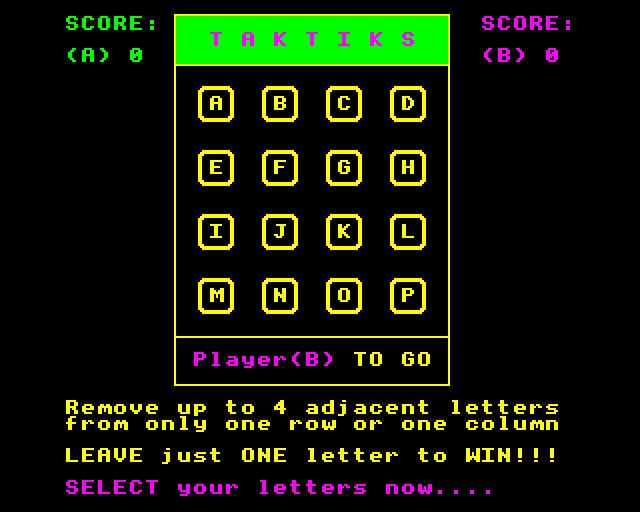 SCORE:
(A) 0
T A K T I K S
SCORE:
(B) 0
A B C D
E F G H
I J K L
M N O P
Player(B) TO GO
Remove up to 4 adjacent letters
from only one row or one column
LEAVE just ONE letter to WIN!!!
SELECT your letters now....